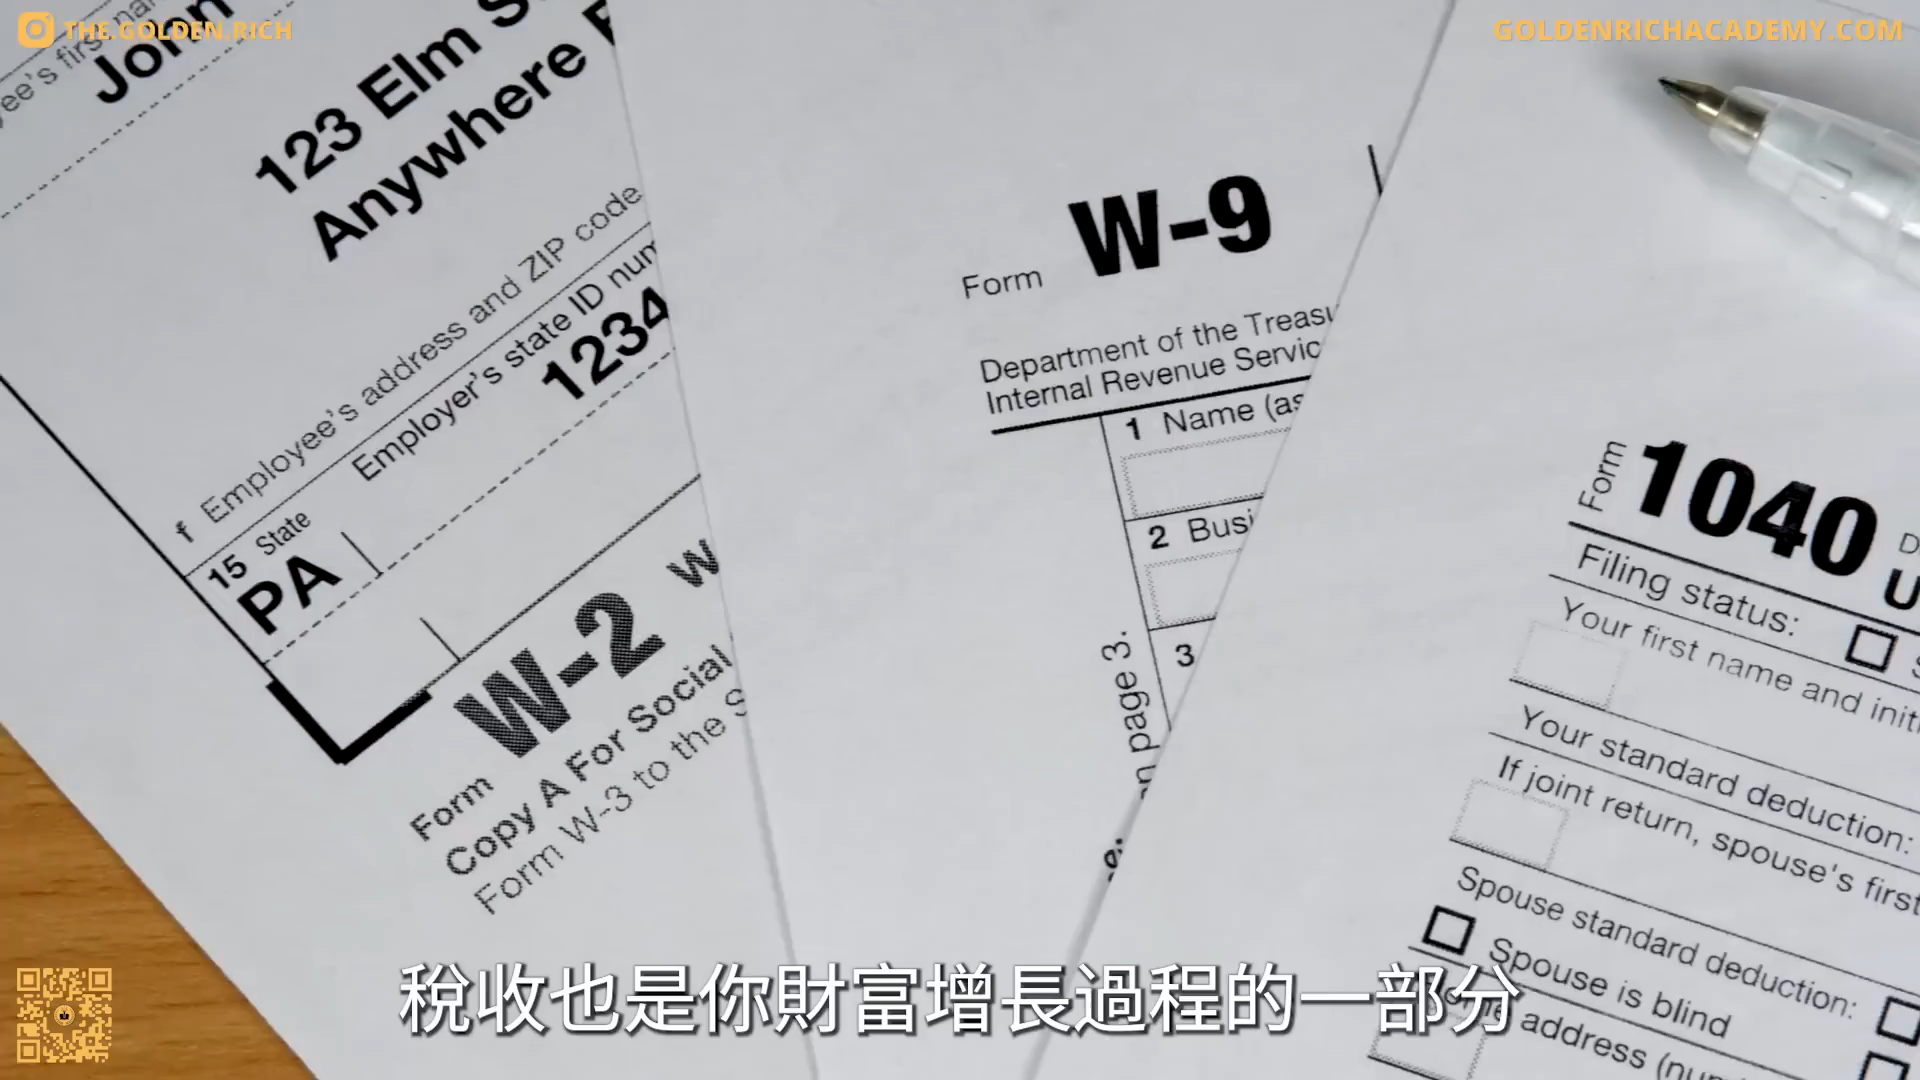 THE.GOLDEN.RICH
GOLDENRICHACADEMY.COM
John
123 Elm
Anywhere
f Employee's address and ZIP code
15 State
Employer's state ID num
PA
1234
Form W-2
Copy A For Social
Form W-3 to the
Form W-9
Department of the Treasu
Internal Revenue Servic
1 Name (as
2 Busi
3
page 3.
Form 1040
Filing status:
Your first name and initi
Your standard deduction:
If joint return, spouse's first
Spouse standard deduction:
Spouse is blind
address (num
稅收也是你財富增長過程的一部分